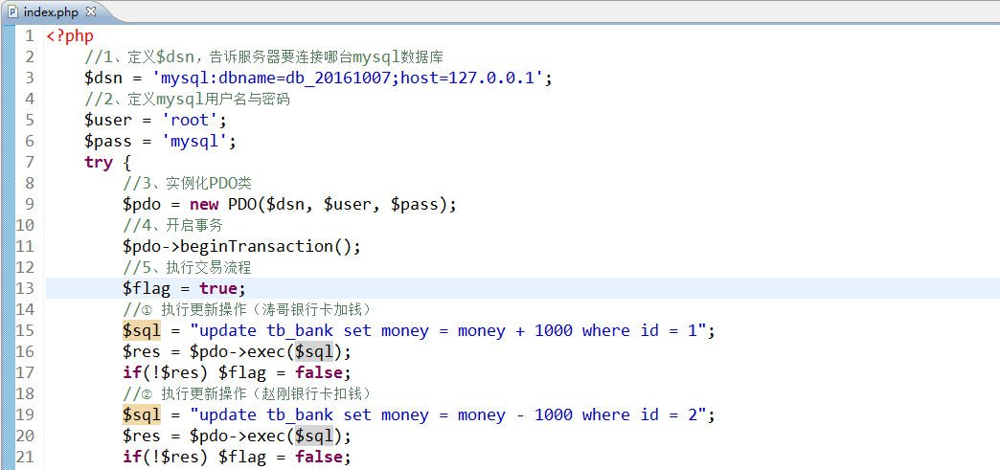 index.php
1 <?php
2 //1、定义$dsn，告诉服务器要连接哪台mysql数据库
3 $dsn = 'mysql:dbname=db_20161007;host=127.0.0.1';
4 //2、定义mysql用户名与密码
5 $user = 'root';
6 $pass = 'mysql';
7 try {
8 //3、实例化PDO类
9 $pdo = new PDO($dsn, $user, $pass);
10 //4、开启事务
11 $pdo->beginTransaction();
12 //5、执行交易流程
13 $flag = true;
14 //① 执行更新操作（涛哥银行卡加钱）
15 $sql = "update tb_bank set money = money + 1000 where id = 1";
16 $res = $pdo->exec($sql);
17 if(!$res) $flag = false;
18 //② 执行更新操作（赵刚银行卡扣钱）
19 $sql = "update tb_bank set money = money - 1000 where id = 2";
20 $res = $pdo->exec($sql);
21 if(!$res) $flag = false;